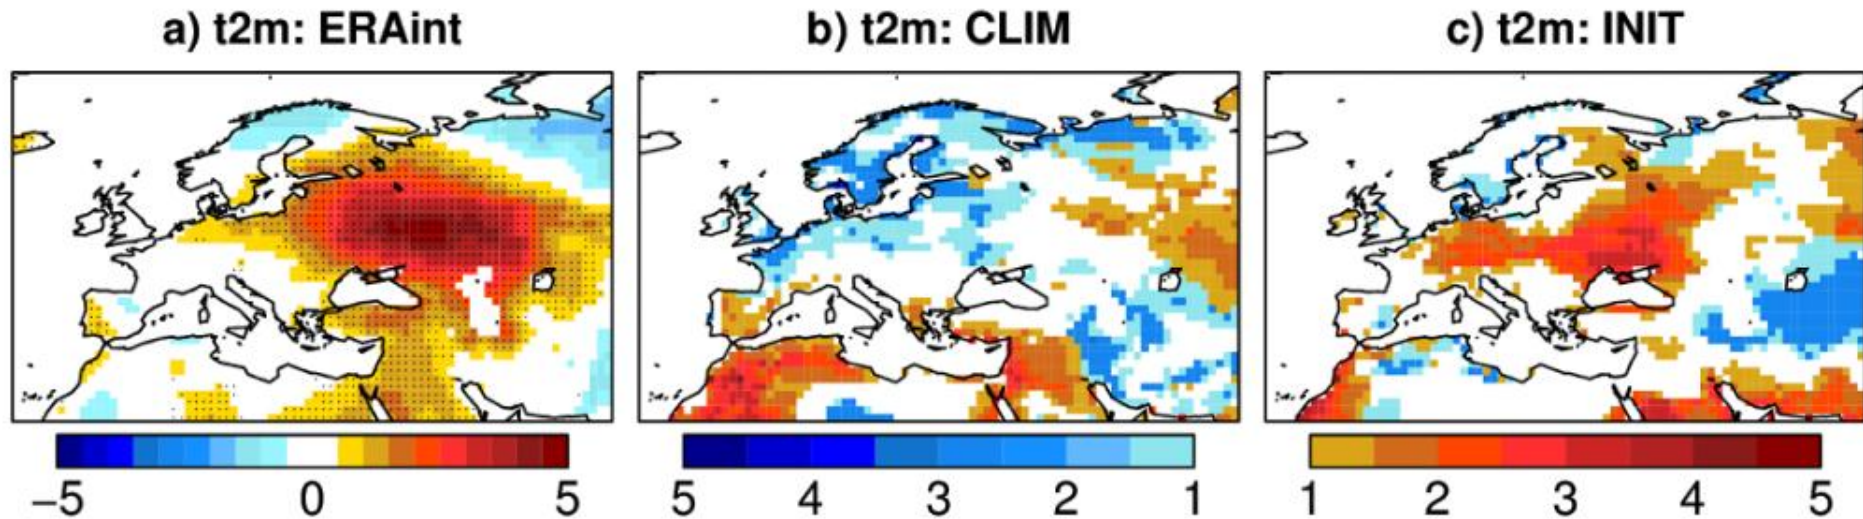 a) t2m: ERAint
b) t2m: CLIM
c) t2m: INIT
−5 0 5
5 4 3 2 1
1 2 3 4 5